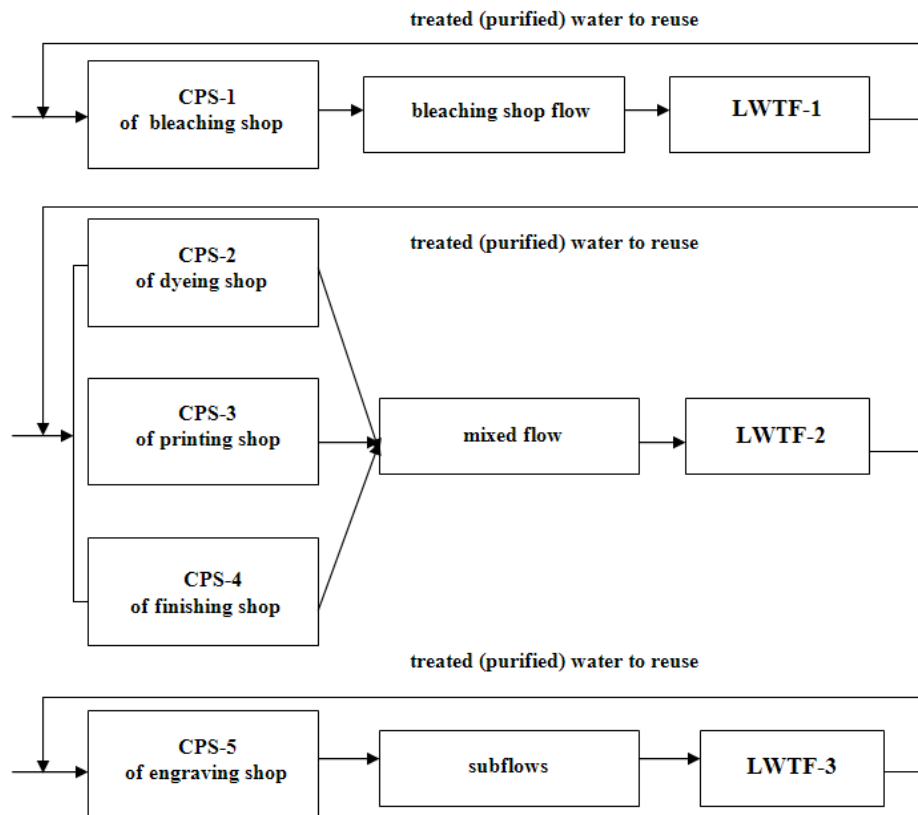 treated (purified) water to reuse
CPS-1
of bleaching shop
bleaching shop flow
LWTF-1
treated (purified) water to reuse
CPS-2
of dyeing shop
CPS-3
of printing shop
mixed flow
LWTF-2
CPS-4
of finishing shop
treated (purified) water to reuse
CPS-5
of engraving shop
subflows
LWTF-3